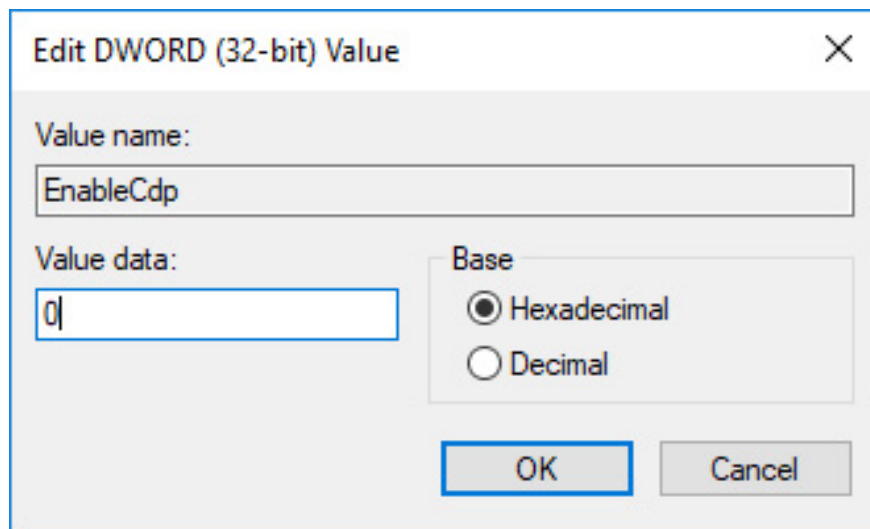 Edit DWORD (32-bit) Value
Value name:
EnableCdp
Value data:
0
Base
Hexadecimal
Decimal
OK
Cancel